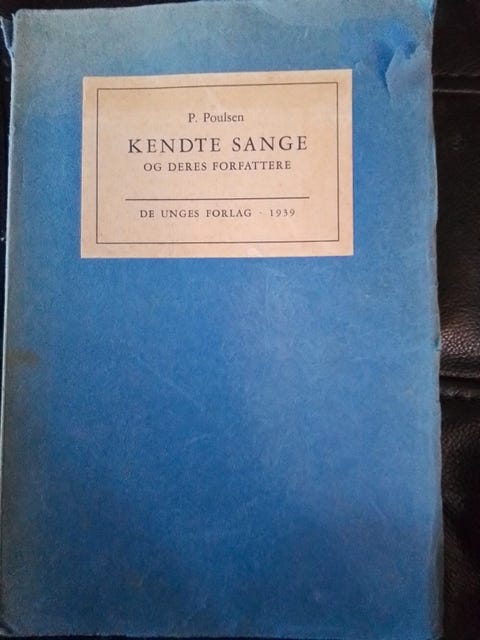 P. Poulsen
KENDTE SANGE
OG DERES FORFATTERE
DE UNGES FORLAG · 1939